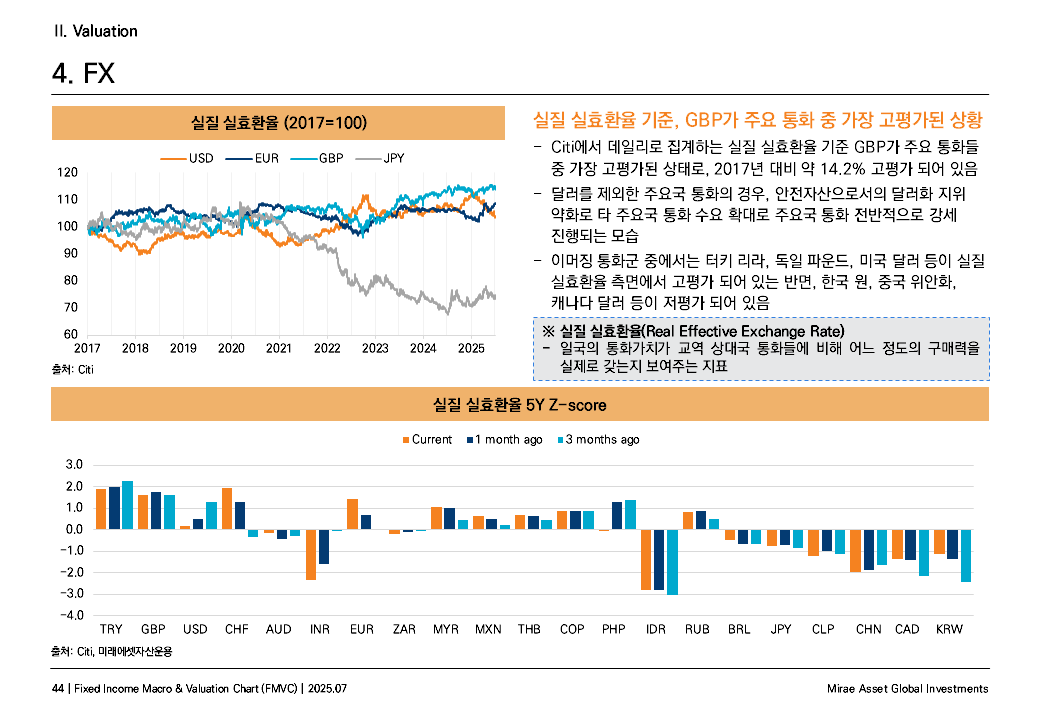 II. Valuation
4. FX
실질 실효환율 (2017=100)
USD EUR GBP JPY
120
110
100
90
80
70
60
2017 2018 2019 2020 2021 2022 2023 2024 2025
출처: Citi
실질 실효환율 기준, GBP가 주요 통화 중 가장 고평가된 상황
– Citi에서 데일리로 집계하는 실질 실효환율 기준 GBP가 주요 통화들
중 가장 고평가된 상태로, 2017년 대비 약 14.2% 고평가 되어 있음
– 달러를 제외한 주요국 통화의 경우, 안전자산으로서의 달러화 지위
약화로 타 주요국 통화 수요 확대로 주요국 통화 전반적으로 강세
진행되는 모습
– 이머징 통화군 중에서는 터키 리라, 독일 파운드, 미국 달러 등이 실질
실효환율 측면에서 고평가 되어 있는 반면, 한국 원, 중국 위안화,
캐나다 달러 등이 저평가 되어 있음
※ 실질 실효환율(Real Effective Exchange Rate)
– 일국의 통화가치가 교역 상대국 통화들에 비해 어느 정도의 구매력을
실제로 갖는지 보여주는 지표
실질 실효환율 5Y Z-score
Current 1 month ago 3 months ago
3.0
2.0
1.0
0.0
-1.0
-2.0
-3.0
-4.0
TRY GBP USD CHF AUD INR EUR ZAR MYR MXN THB COP PHP IDR RUB BRL JPY CLP CHN CAD KRW
출처: Citi, 미래에셋자산운용
44 | Fixed Income Macro & Valuation Chart (FMVC) | 2025.07
Mirae Asset Global Investments